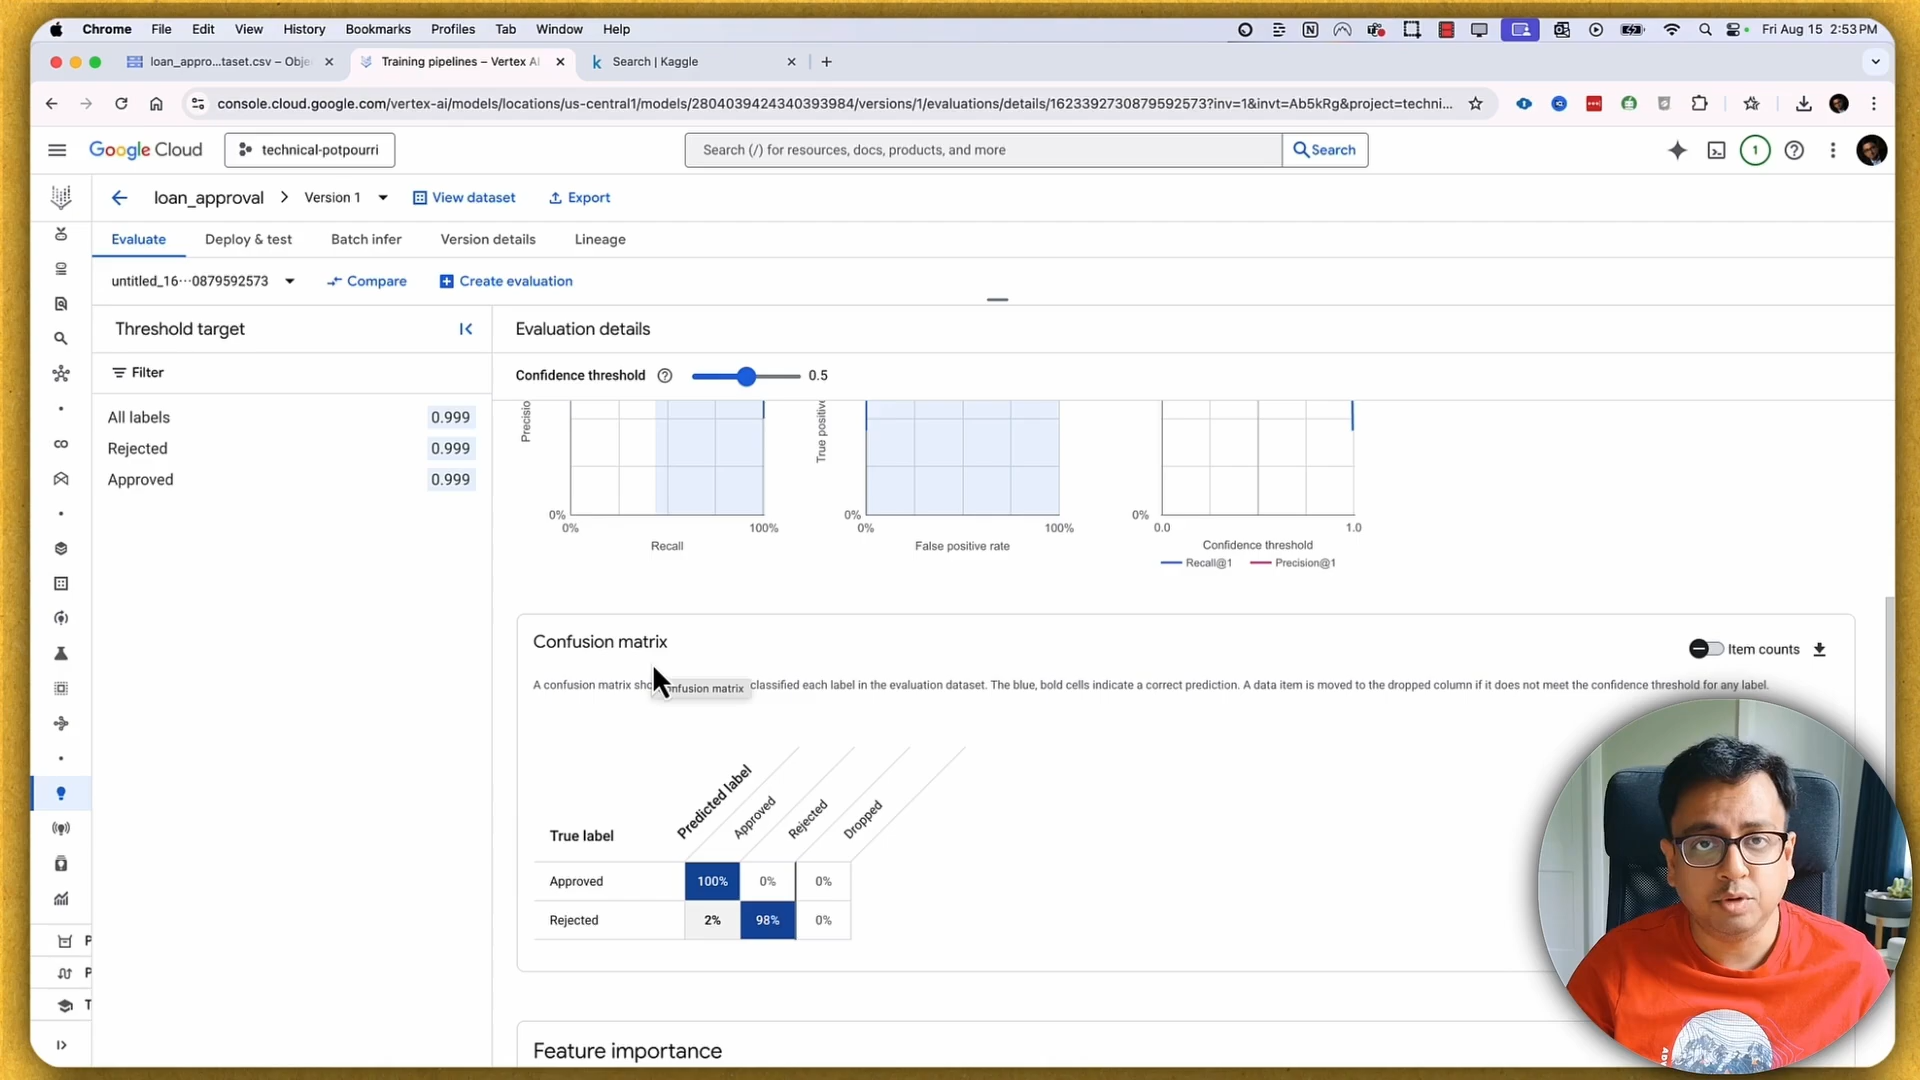 Chrome File Edit View History Bookmarks Profiles Tab Window Help Fri Aug 15 2:53 PM
loan_appro...taset.csv – Obje Training pipelines – Vertex AI Search | Kaggle
console.cloud.google.com/vertex-ai/models/locations/us-central1/models/2804039424340393984/versions/1/evaluations/details/1623392730879592573?inv=1&invt=Ab5kRg&project=techni...
Google Cloud technical-potpourri Search (/) for resources, docs, products, and more Search 1
loan_approval Version 1 View dataset Export
Evaluate Deploy & test Batch infer Version details Lineage
untitled_16···0879592573 Compare Create evaluation
Threshold target
Filter
All labels 0.999
Rejected 0.999
Approved 0.999
Evaluation details
Confidence threshold 0.5
Precisio
0%
0% 100%
Recall
True positive
0%
0% 100%
False positive rate
0%
0.0 1.0
Confidence threshold
Recall@1 Precision@1
Confusion matrix
Item counts
A confusion matrix sho classified each label in the evaluation dataset. The blue, bold cells indicate a correct prediction. A data item is moved to the dropped column if it does not meet the confidence threshold for any label.
onfusion matrix
True label Predicted label Approved Rejected Dropped
Approved 100% 0% 0%
Rejected 2% 98% 0%
Feature importance
P
P
T